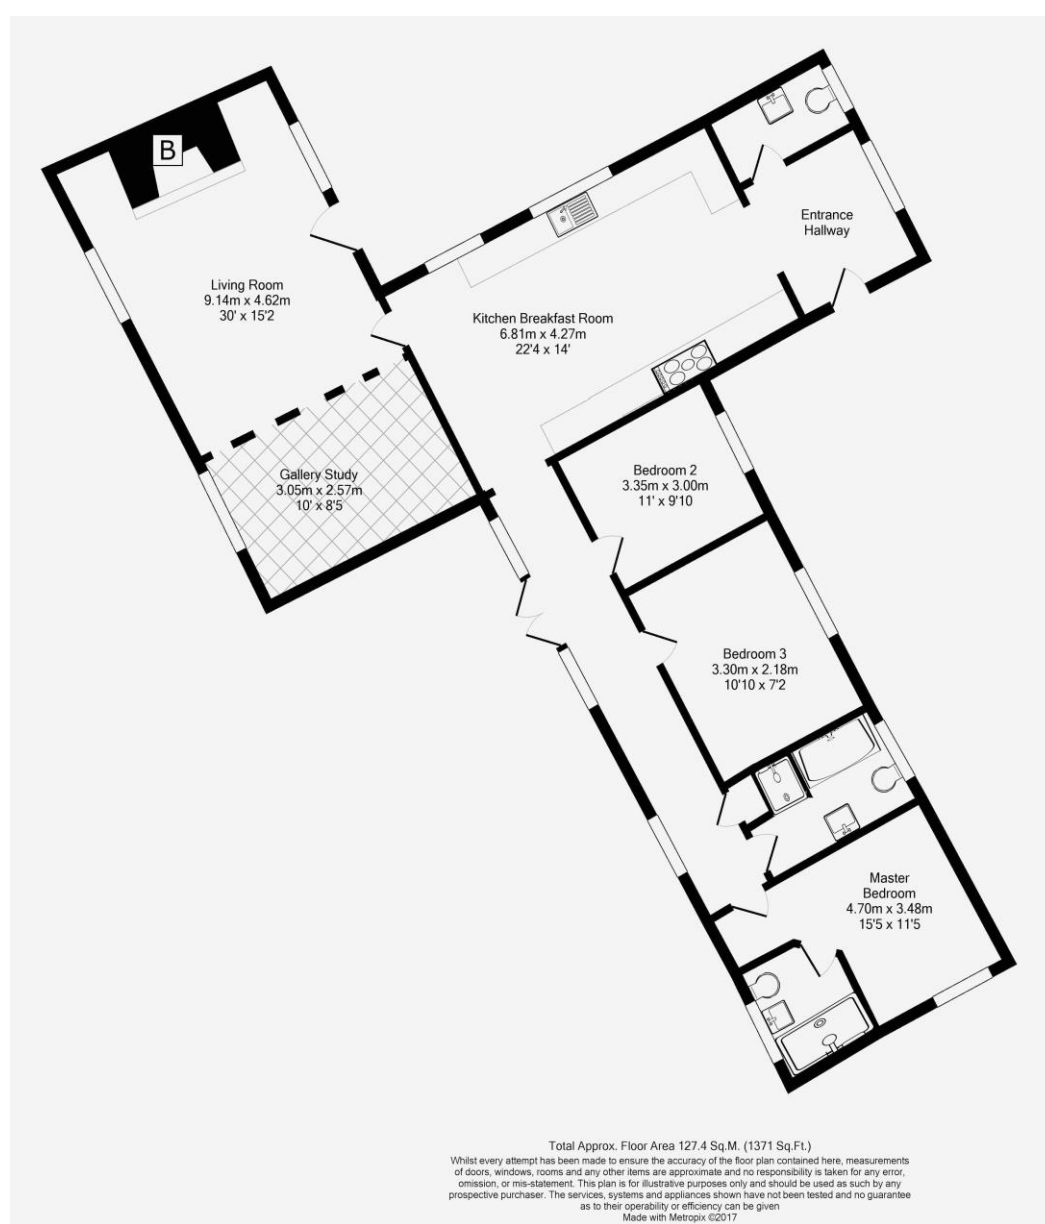 B
Entrance
Hallway
Living Room
9.14m x 4.62m
30' x 15'2
Kitchen Breakfast Room
6.81m x 4.27m
22'4 x 14'
Gallery Study
3.05m x 2.57m
10' x 8'5
Bedroom 2
3.35m x 3.00m
11' x 9'10
Bedroom 3
3.30m x 2.18m
10'10 x 7'2
Master
Bedroom
4.70m x 3.48m
15'5 x 11'5
Total Approx. Floor Area 127.4 Sq.M. (1371 Sq.Ft.)
Whilst every attempt has been made to ensure the accuracy of the floor plan contained here, measurements
of doors, windows, rooms and any other items are approximate and no responsibility is taken for any error,
omission, or mis-statement. This plan is for illustrative purposes only and should be used as such by any
prospective purchaser. The services, systems and appliances shown have not been tested and no guarantee
as to their operability or efficiency can be given
Made with Metropix ©2017